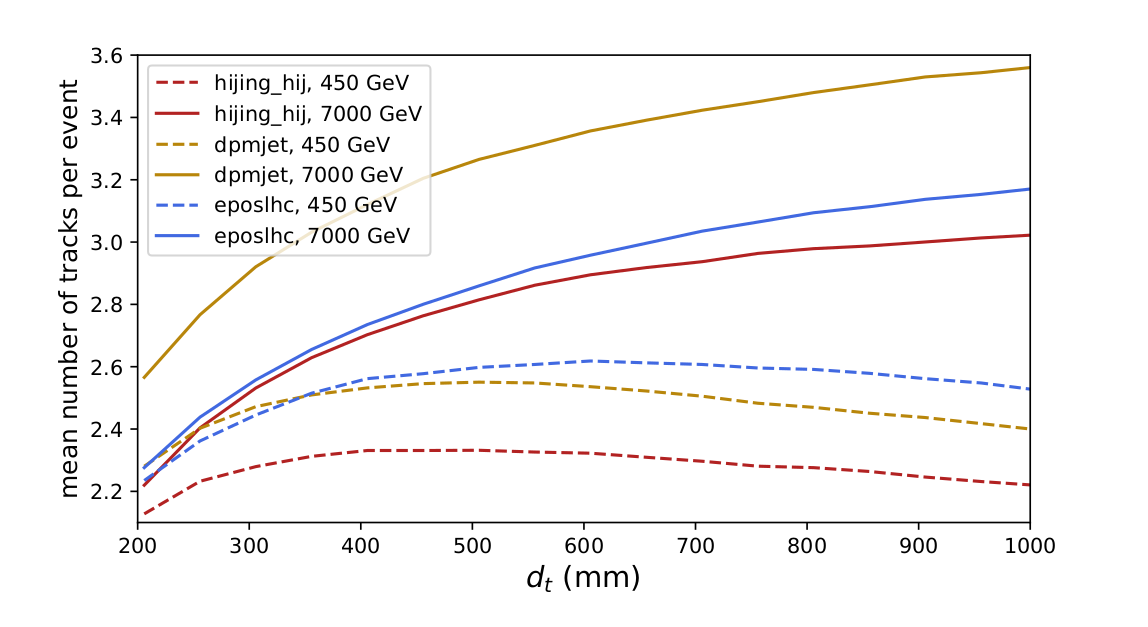 mean number of tracks per event
3.6
3.4
3.2
3.0
2.8
2.6
2.4
2.2
hijing_hij, 450 GeV
hijing_hij, 7000 GeV
dpmjet, 450 GeV
dpmjet, 7000 GeV
eposlhc, 450 GeV
eposlhc, 7000 GeV
200 300 400 500 600 700 800 900 1000
d_t (mm)